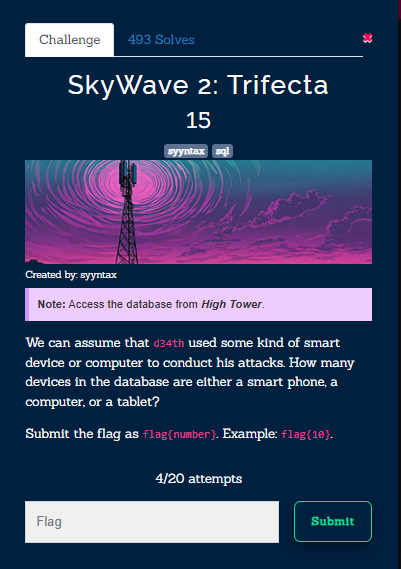 Challenge
493 Solves
SkyWave 2: Trifecta
15
syyntax sql
Created by: syyntax
Note: Access the database from High Tower.
We can assume that d34th used some kind of smart
device or computer to conduct his attacks. How many
devices in the database are either a smart phone, a
computer, or a tablet?
Submit the flag as flag{number}. Example: flag{10}.
4/20 attempts
Flag
Submit